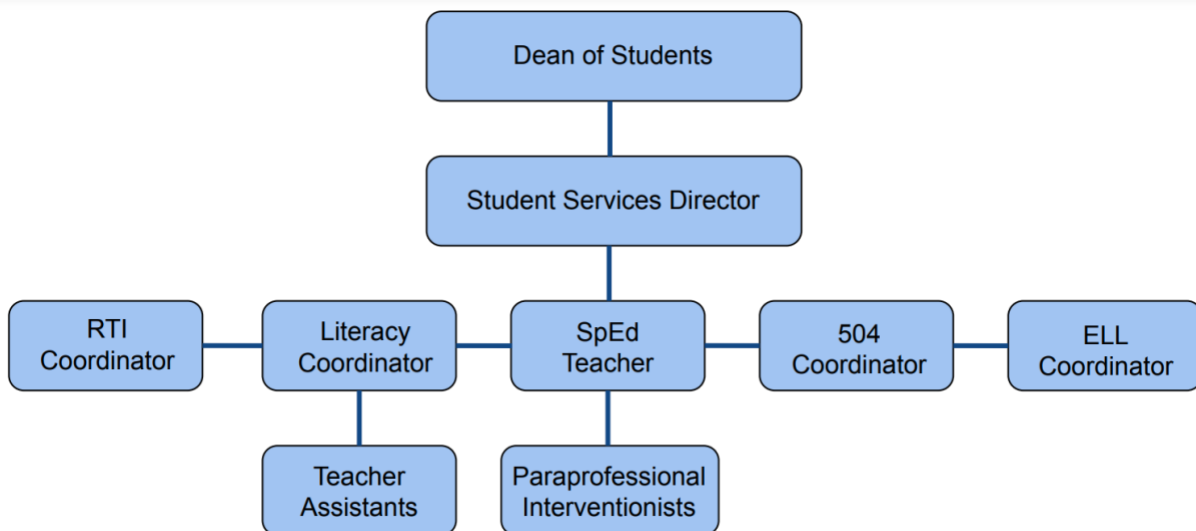 Dean of Students
Student Services Director
RTI
Coordinator
Literacy
Coordinator
SpEd
Teacher
504
Coordinator
ELL
Coordinator
Teacher
Assistants
Paraprofessional
Interventionists